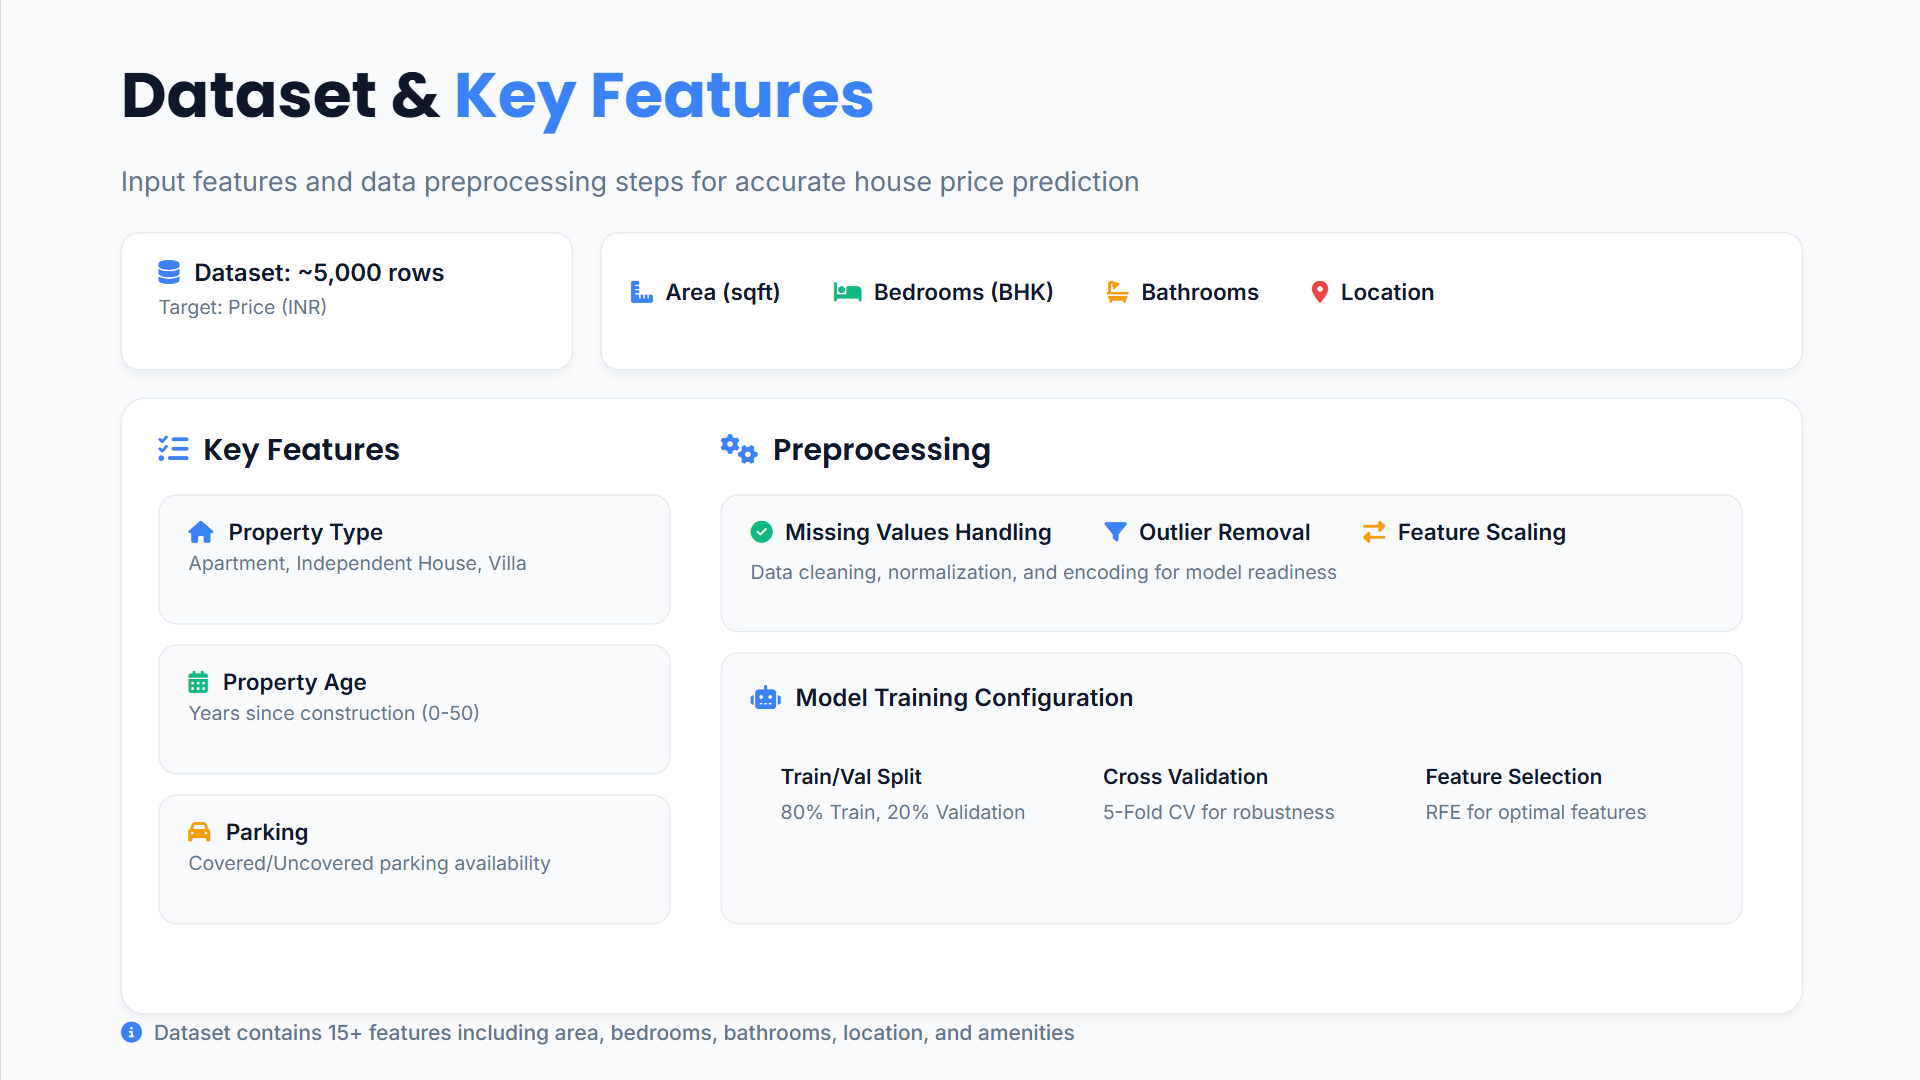 Dataset & Key Features
Input features and data preprocessing steps for accurate house price prediction
Dataset: ~5,000 rows
Target: Price (INR)
Area (sqft)
Bedrooms (BHK)
Bathrooms
Location
Key Features
Property Type
Apartment, Independent House, Villa
Property Age
Years since construction (0-50)
Parking
Covered/Uncovered parking availability
Preprocessing
Missing Values Handling
Outlier Removal
Feature Scaling
Data cleaning, normalization, and encoding for model readiness
Model Training Configuration
Train/Val Split
80% Train, 20% Validation
Cross Validation
5-Fold CV for robustness
Feature Selection
RFE for optimal features
Dataset contains 15+ features including area, bedrooms, bathrooms, location, and amenities